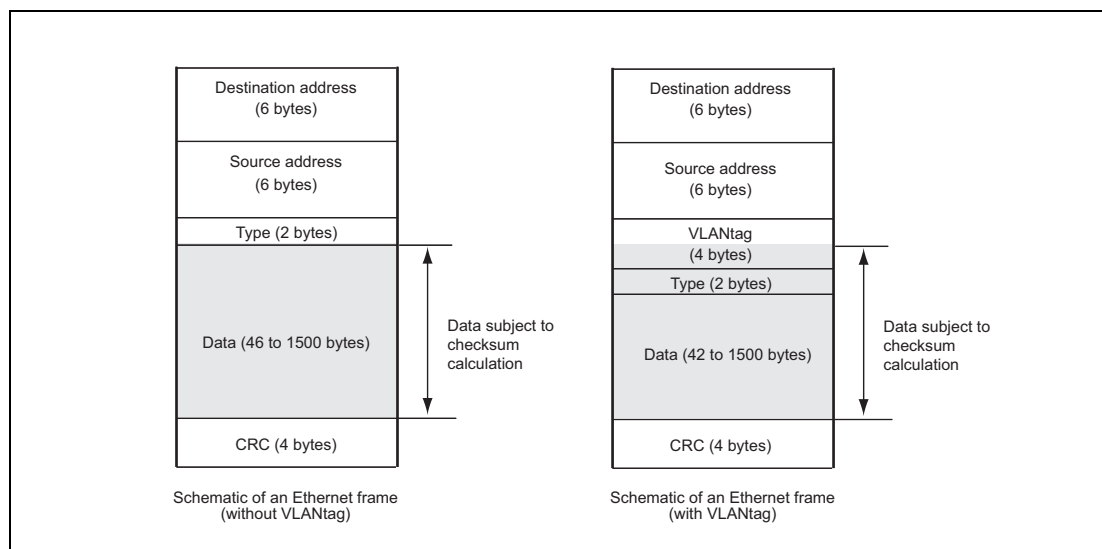 Destination address
(6 bytes)
Source address
(6 bytes)
Type (2 bytes)
Data (46 to 1500 bytes)
Data subject to
checksum
calculation
CRC (4 bytes)
Schematic of an Ethernet frame
(without VLANtag)
Destination address
(6 bytes)
Source address
(6 bytes)
VLANtag
(4 bytes)
Type (2 bytes)
Data (42 to 1500 bytes)
Data subject to
checksum
calculation
CRC (4 bytes)
Schematic of an Ethernet frame
(with VLANtag)